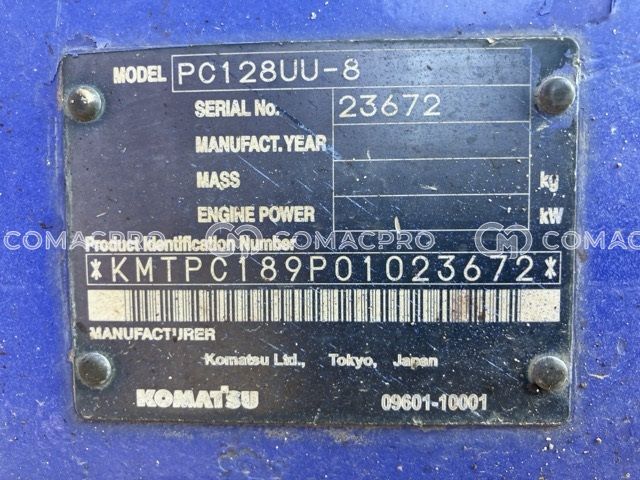 MODEL PC128UU-8
SERIAL No. 23672
MANUFACT.YEAR
MASS kg
ENGINE POWER kW
COMACPRO COMACPRO COMACPRO
Product Identification Number
*KMTPC189P01023672*
MANUFACTURER
Komatsu Ltd., Tokyo, Japan
KOMATSU 09601-10001